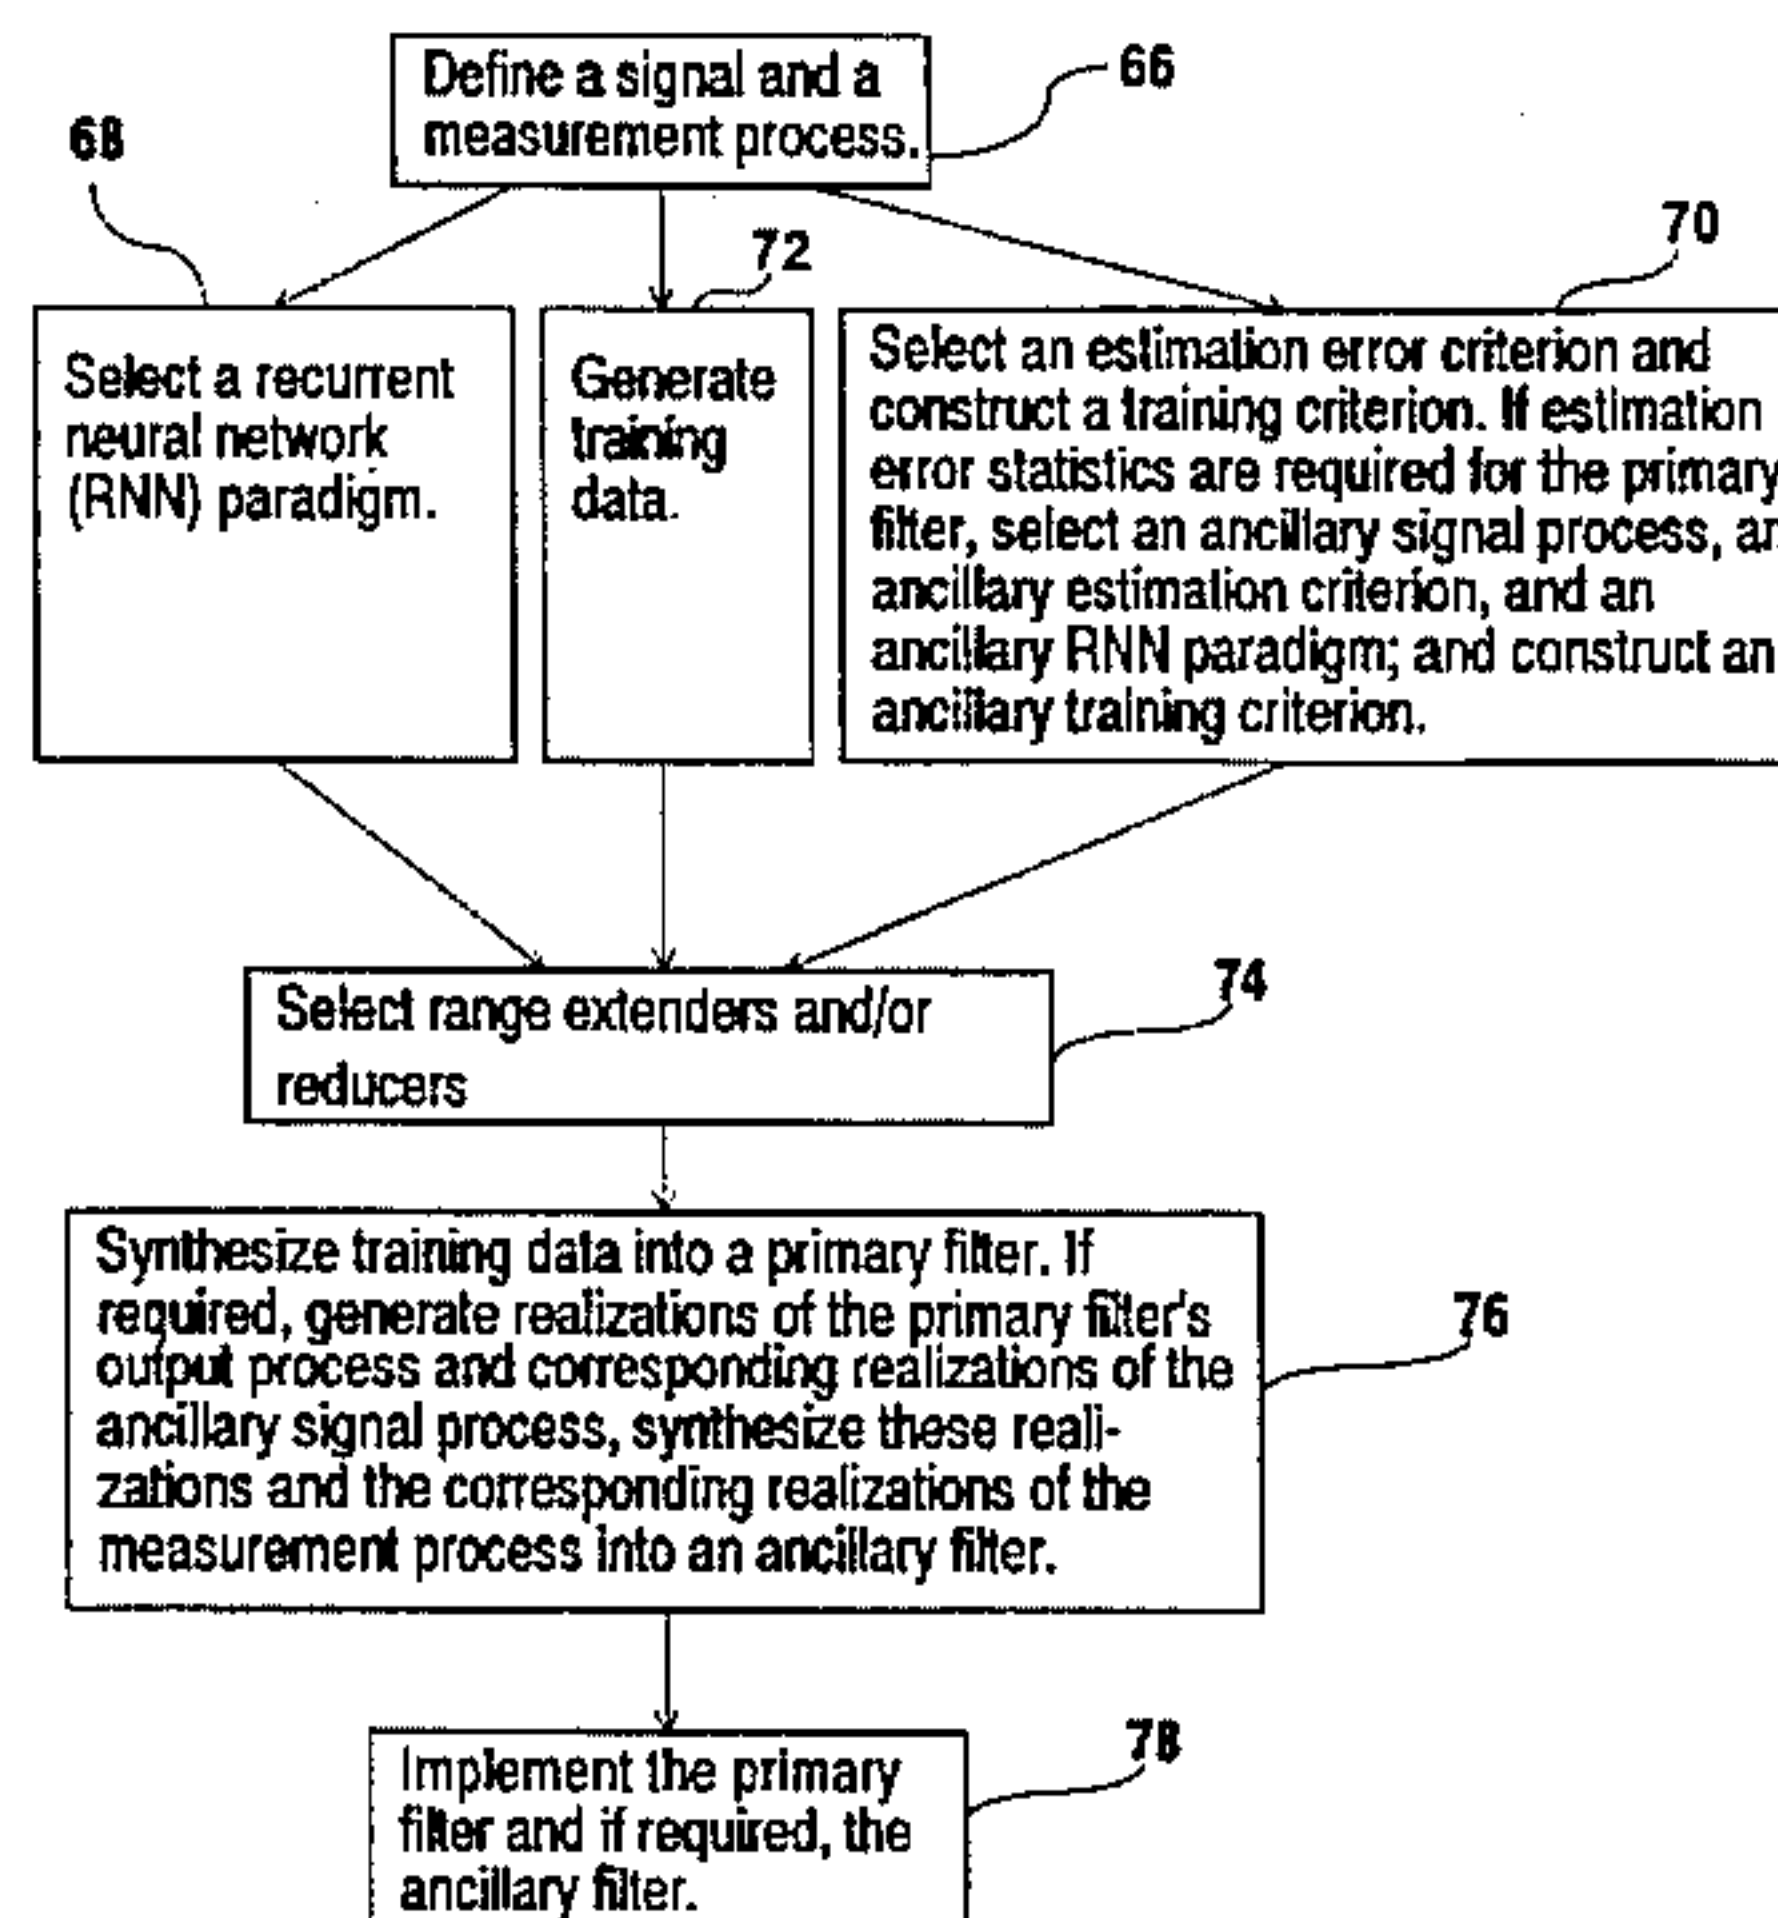 Define a signal and a
measurement process.
66
68
72
70
Select a recurrent
neural network
(RNN) paradigm.
Generate
training
data.
Select an estimation error criterion and
construct a training criterion. If estimation
error statistics are required for the primary
filter, select an ancillary signal process, an
ancillary estimation criterion, and an
ancillary RNN paradigm; and construct an
ancillary training criterion.
Select range extenders and/or
reducers
74
Synthesize training data into a primary filter. If
required, generate realizations of the primary filter's
output process and corresponding realizations of the
ancillary signal process, synthesize these reali-
zations and the corresponding realizations of the
measurement process into an ancillary filter.
76
Implement the primary
filter and if required, the
ancillary filter.
78